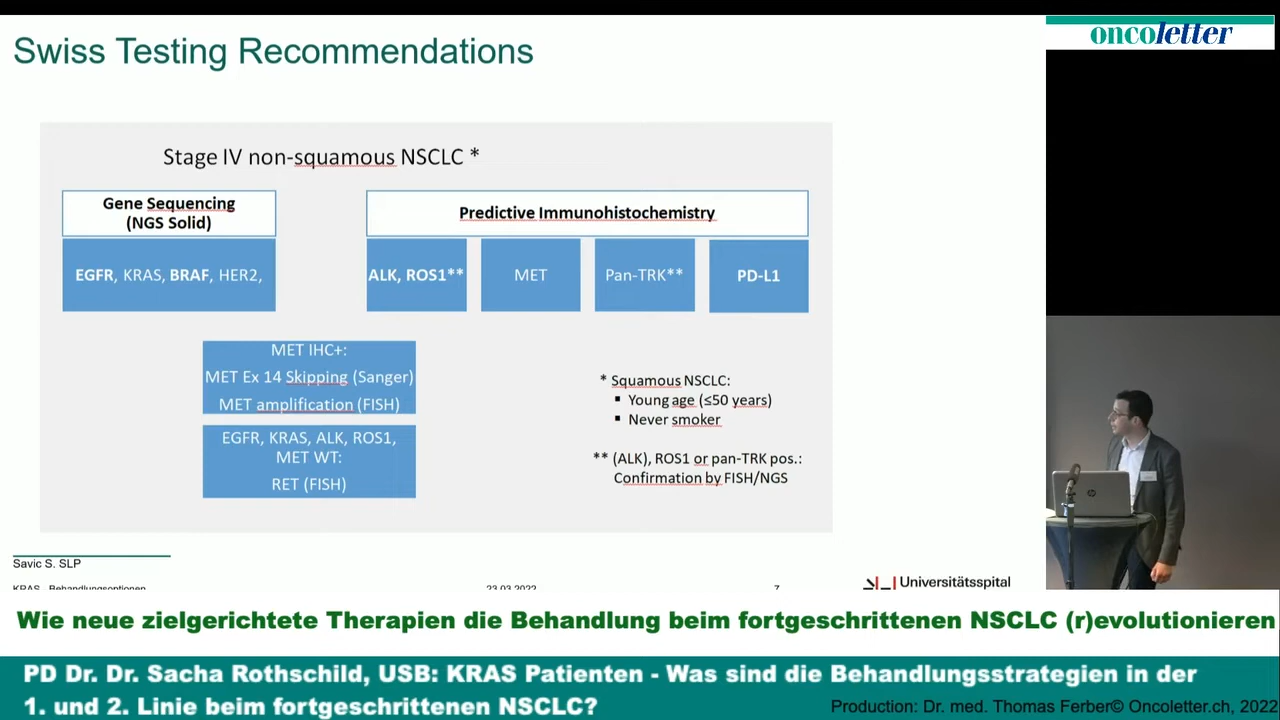 Swiss Testing Recommendations
oncoletter
Stage IV non-squamous NSCLC *
Gene Sequencing
(NGS Solid)
Predictive Immunohistochemistry
EGFR, KRAS, BRAF, HER2,
ALK, ROS1**
MET
Pan-TRK**
PD-L1
MET IHC+:
MET Ex 14 Skipping (Sanger)
MET amplification (FISH)
EGFR, KRAS, ALK, ROS1,
MET WT:
RET (FISH)
* Squamous NSCLC:
▪ Young age (≤50 years)
▪ Never smoker
** (ALK), ROS1 or pan-TRK pos.:
Confirmation by FISH/NGS
Savic S. SLP
KRAS - Behandlungsoptionen
23.03.2022
7
Universitätsspital
hp
Wie neue zielgerichtete Therapien die Behandlung beim fortgeschrittenen NSCLC (r)evolutionieren
PD Dr. Dr. Sacha Rothschild, USB: KRAS Patienten - Was sind die Behandlungsstrategien in der
1. und 2. Linie beim fortgeschrittenen NSCLC?
Production: Dr. med. Thomas Ferber© Oncoletter.ch, 2022